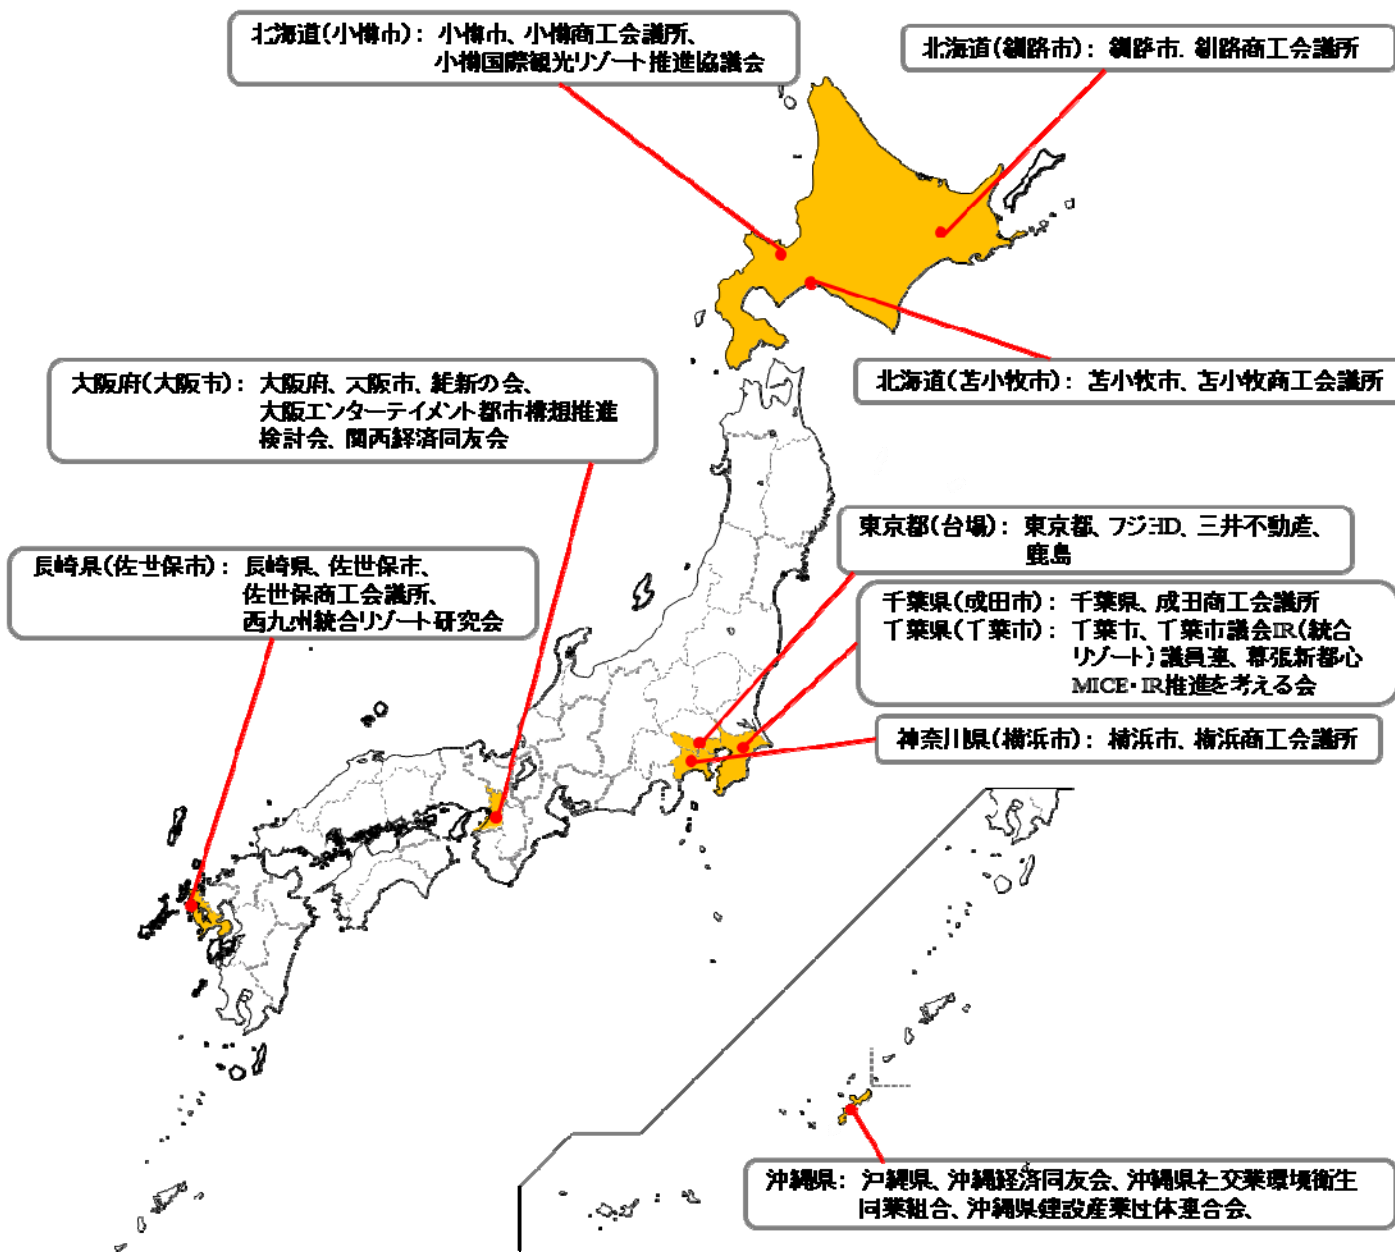 北海道(小樽市)： 小樽市、小樽商工会議所、
小樽国際観光リゾート推進協議会
北海道(釧路市)： 釧路市、釧路商工会議所
北海道(苫小牧市)： 苫小牧市、苫小牧商工会議所
大阪府(大阪市)： 大阪府、大阪市、維新の会、
大阪エンターテイメント都市構想推進
検討会、関西経済同友会
東京都(台場)： 東京都、フジHD、三井不動産、
鹿島
長崎県(佐世保市)： 長崎県、佐世保市、
佐世保商工会議所、
西九州統合リゾート研究会
千葉県(成田市)： 千葉県、成田商工会議所
千葉県(千葉市)： 千葉市、千葉市議会IR(統合
リゾート)議員連、幕張新都心
MICE・IR推進を考える会
神奈川県(横浜市)： 横浜市、横浜商工会議所
沖縄県： 沖縄県、沖縄経済同友会、沖縄県社交業環境衛生
同業組合、沖縄県建設産業団体連合会、